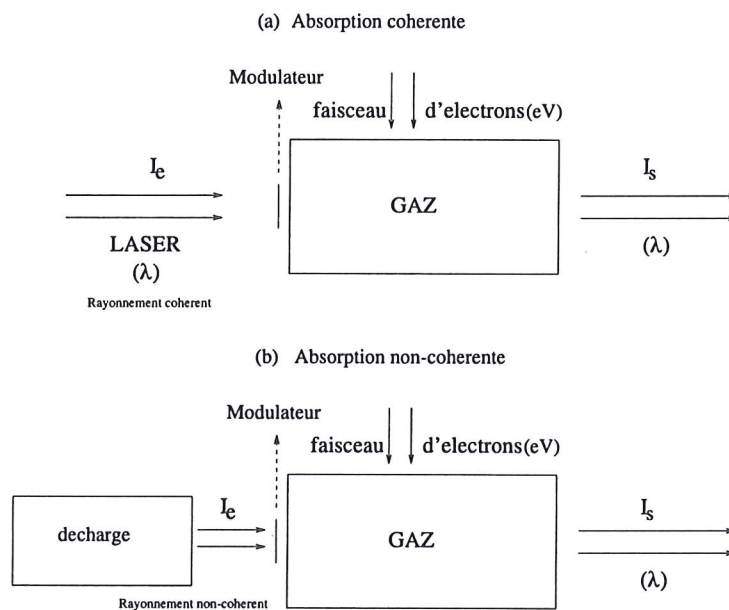 (a) Absorption coherente
Modulateur
faisceau d'electrons(eV)
I_e
I_s
GAZ
LASER
(λ)
(λ)
Rayonnement coherent
(b) Absorption non-coherente
Modulateur
faisceau d'electrons(eV)
I_e
I_s
decharge
GAZ
(λ)
Rayonnement non-coherent